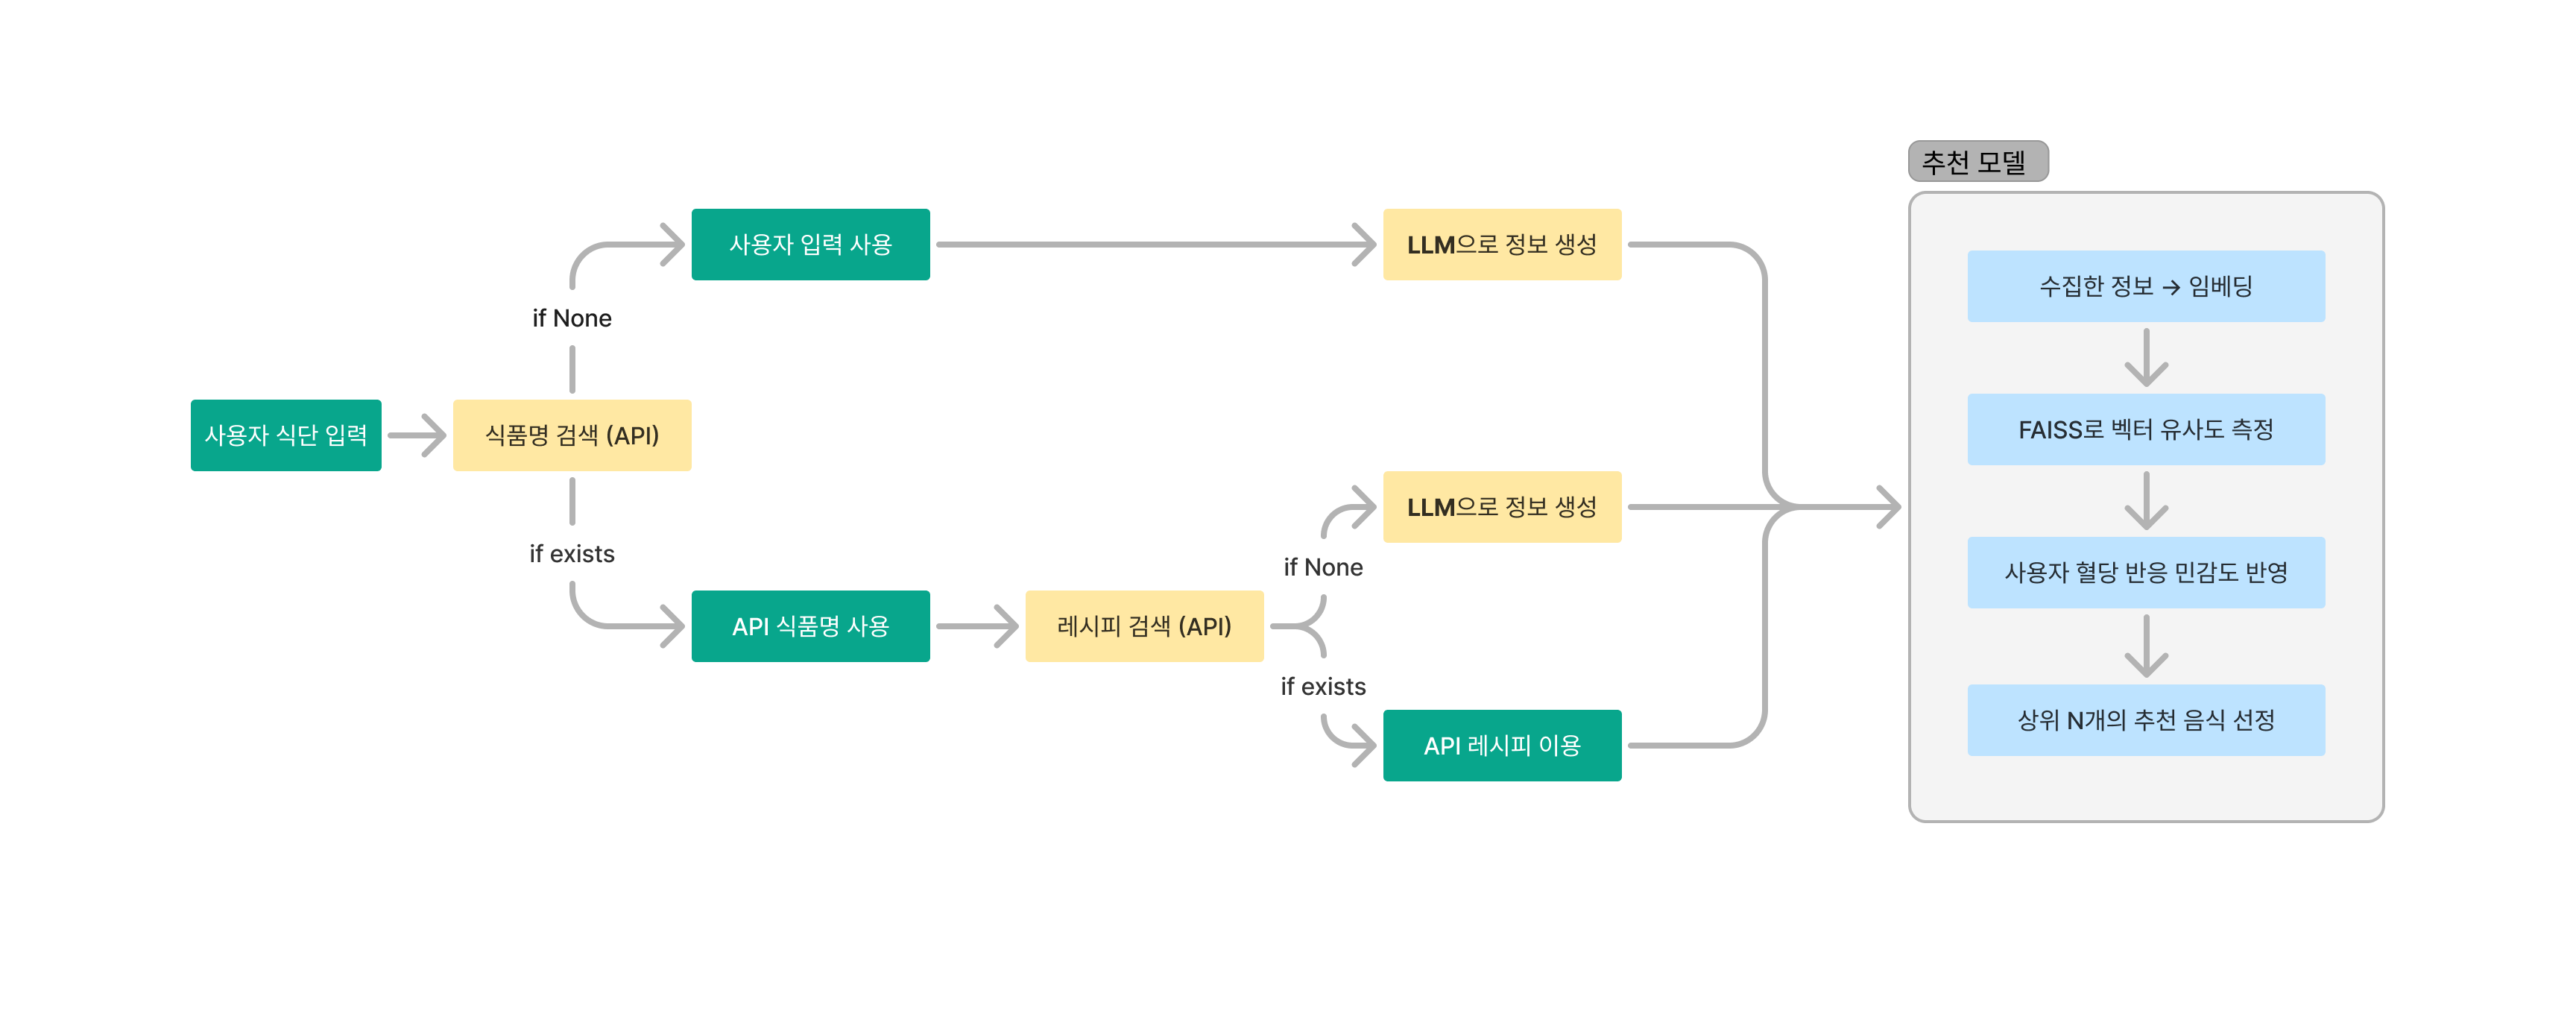 추천 모델
사용자 입력 사용
LLM으로 정보 생성
수집한 정보 → 임베딩
if None
사용자 식단 입력
식품명 검색 (API)
FAISS로 벡터 유사도 측정
LLM으로 정보 생성
if exists
if None
사용자 혈당 반응 민감도 반영
API 식품명 사용
레시피 검색 (API)
if exists
상위 N개의 추천 음식 선정
API 레시피 이용